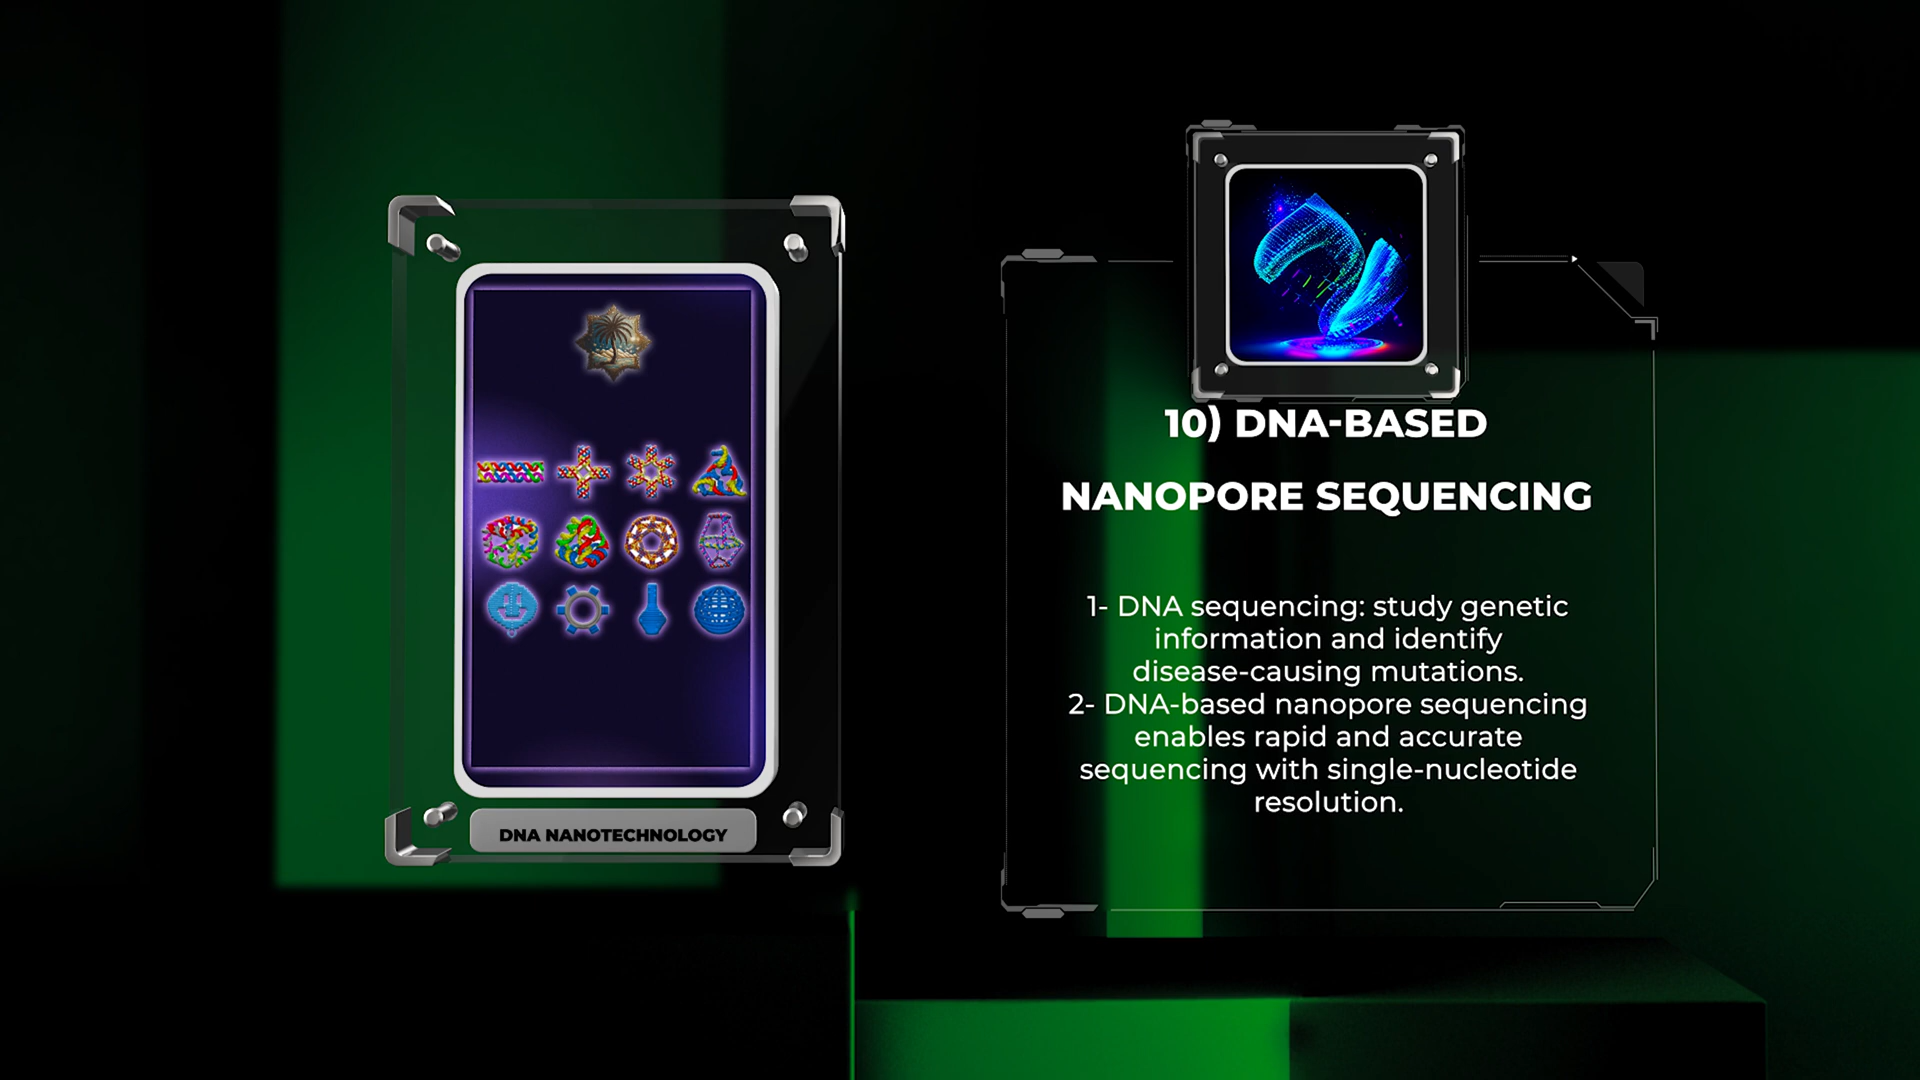 DNA NANOTECHNOLOGY
10) DNA-BASED
NANOPORE SEQUENCING
1- DNA sequencing: study genetic
information and identify
disease-causing mutations.
2- DNA-based nanopore sequencing
enables rapid and accurate
sequencing with single-nucleotide
resolution.